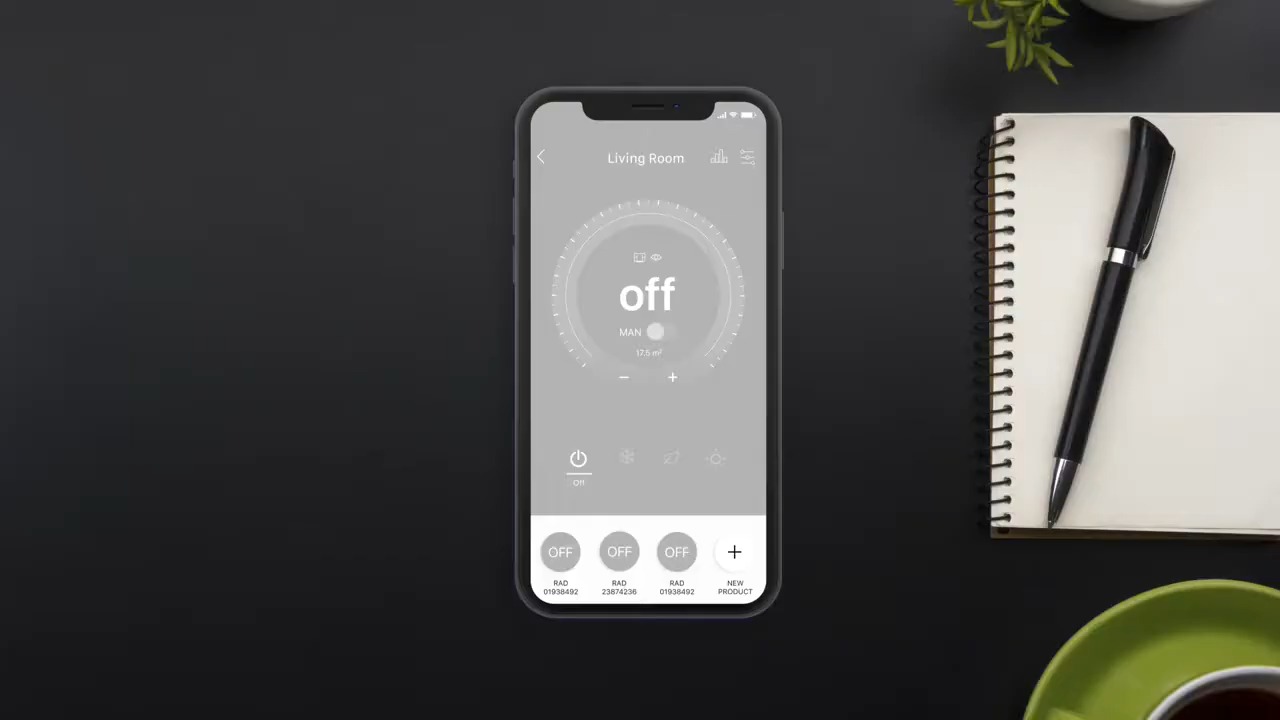 Living Room
off
MAN
17.5 m²
− +
Off
OFF OFF OFF +
RAD RAD RAD NEW
01938492 23874236 01938492 PRODUCT